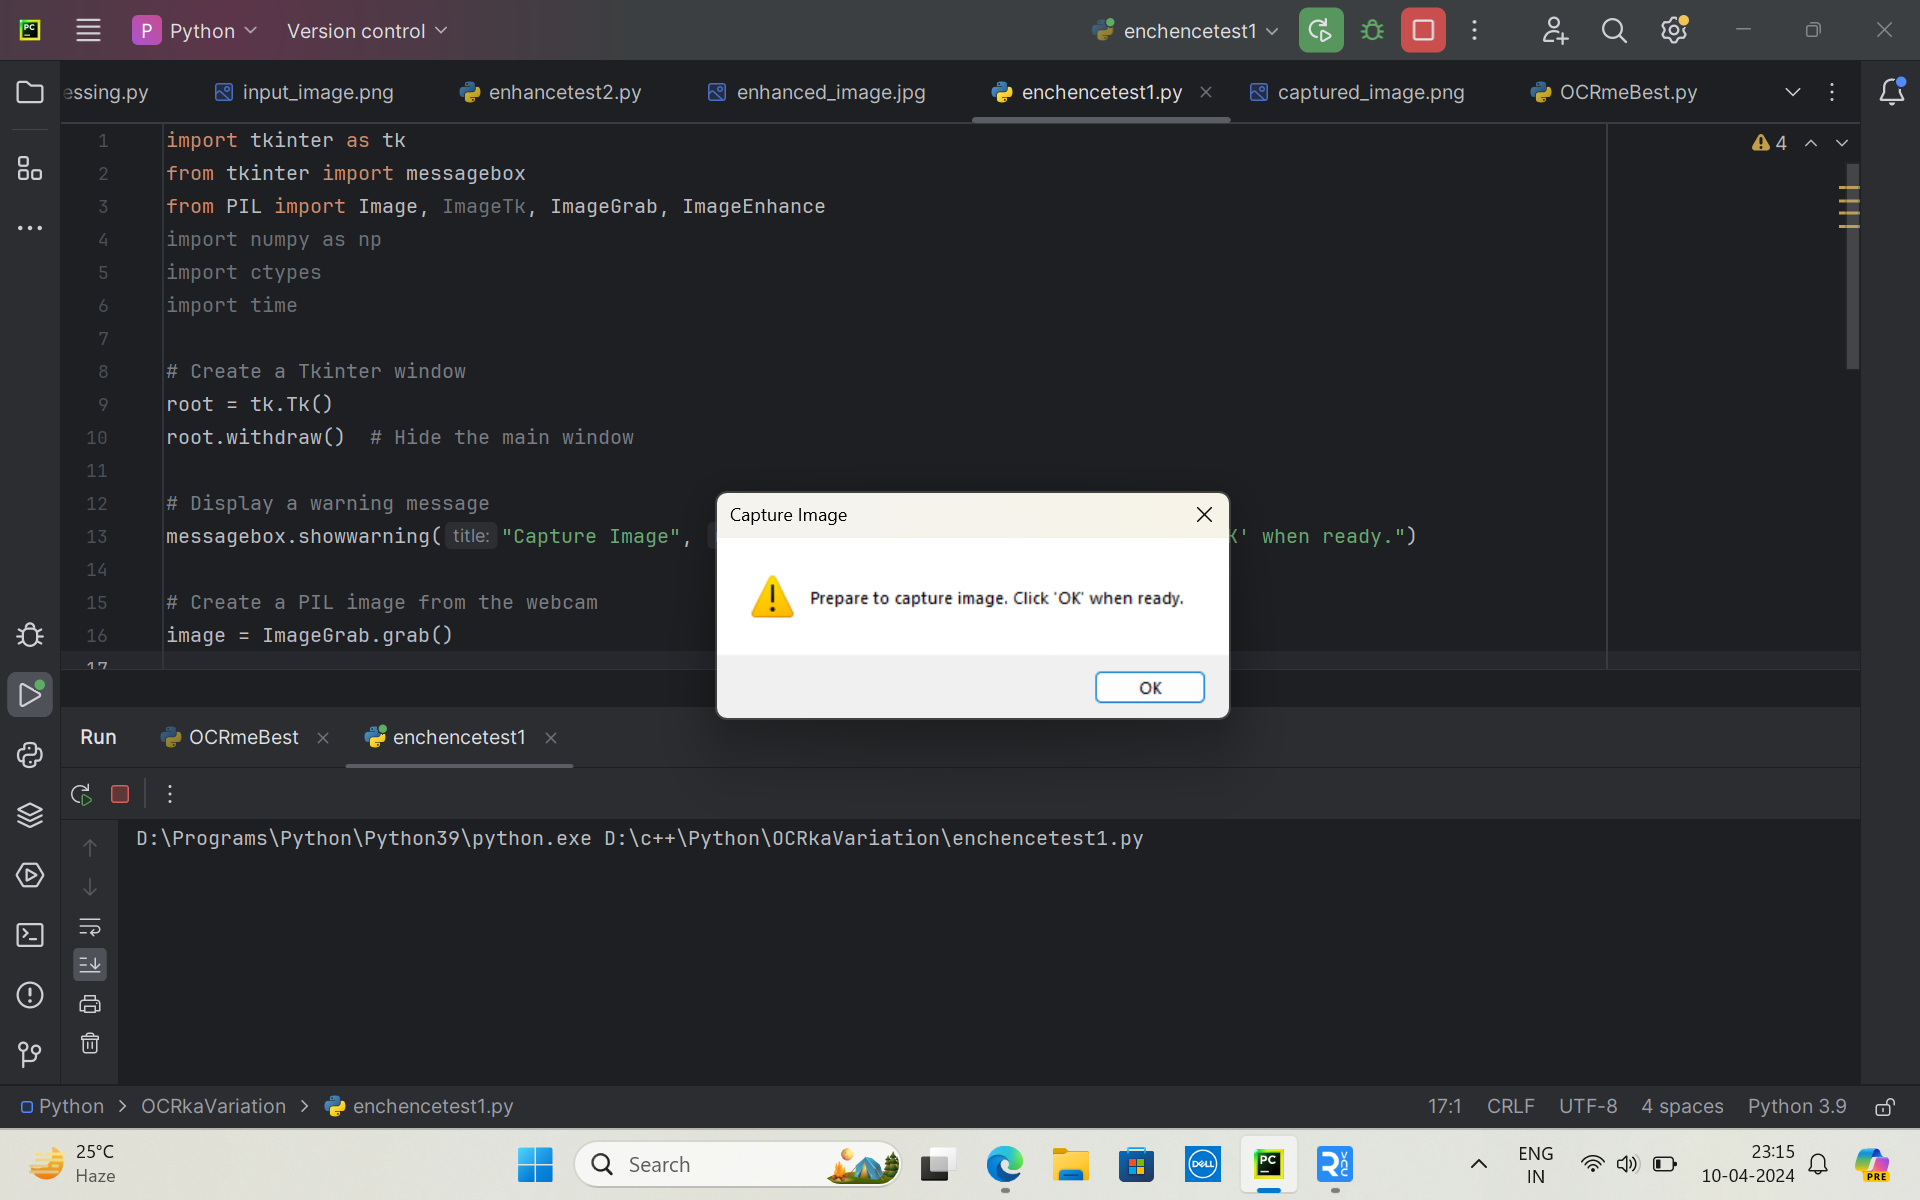 PC
P Python
Version control
enchencetest1
essing.py
input_image.png
enhancetest2.py
enhanced_image.jpg
enchencetest1.py
captured_image.png
OCRmeBest.py
4
1 import tkinter as tk
2 from tkinter import messagebox
3 from PIL import Image, ImageTk, ImageGrab, ImageEnhance
4 import numpy as np
5 import ctypes
6 import time
7
8 # Create a Tkinter window
9 root = tk.Tk()
10 root.withdraw()  # Hide the main window
11
12 # Display a warning message
13 messagebox.showwarning( title: "Capture Image", K' when ready.")
14
15 # Create a PIL image from the webcam
16 image = ImageGrab.grab()
17
Capture Image
Prepare to capture image. Click 'OK' when ready.
OK
Run
OCRmeBest
enchencetest1
D:\Programs\Python\Python39\python.exe D:\c++\Python\OCRkaVariation\enchencetest1.py
Python > OCRkaVariation > enchencetest1.py
17:1
CRLF
UTF-8
4 spaces
Python 3.9
25°C
Haze
Search
DELL
PC
R VNC
ENG
IN
23:15
10-04-2024
PRE